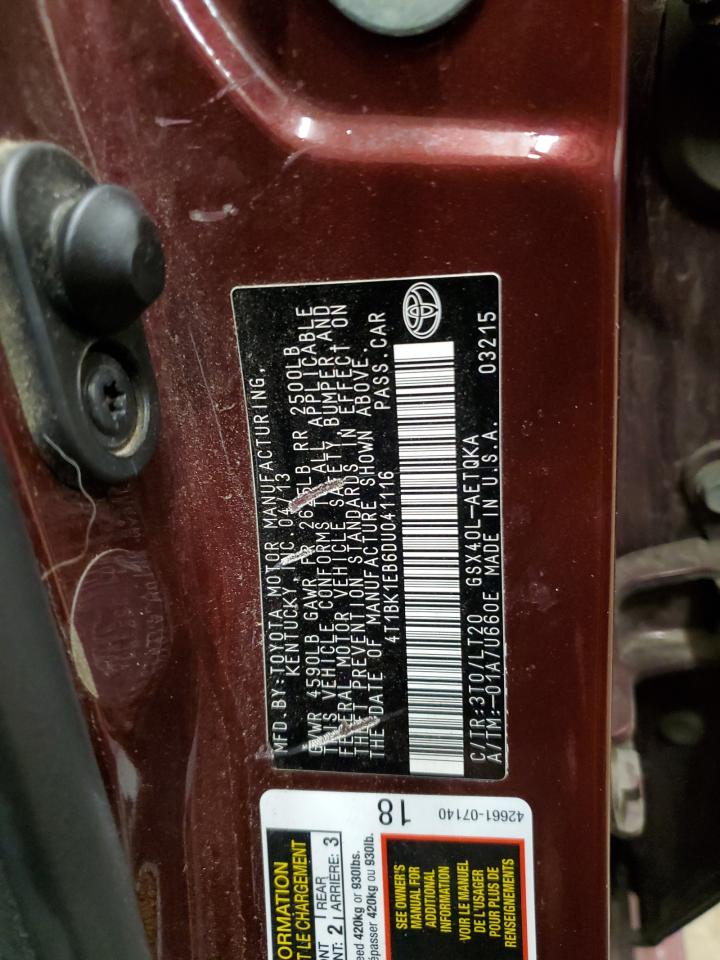 MFD.BY:TOYOTA MOTOR MANUFACTURING,
KENTUCKY, INC. 04/13
GVWR 4590LB GAWR FR LB RR 2500LB
THIS VEHICLE CONFORMS TO ALL APPLICABLE
FEDERAL MOTOR VEHICLE SAFETY BUMPER AND
THEFT PREVENTION STANDARDS IN EFFECT ON
THE DATE OF MANUFACTURE SHOWN ABOVE.
4T1BK1EB6DU041116 PASS.CAR
C/TR:3T0/LT20 GSX40L-AETQKA 03215
A/TM:-01A/U660E MADE IN U.S.A.
42661-07140
18
ORMATION
T LE CHARGEMENT
ONT | REAR
NT: 2 | ARRIÈRE: 3
eed 420kg or 930lbs.
épasser 420kg ou 930lb.
SEE OWNER'S
MANUAL FOR
ADDITIONAL
INFORMATION
VOIR LE MANUEL
DE L'USAGER
POUR PLUS DE
RENSEIGNEMENTS